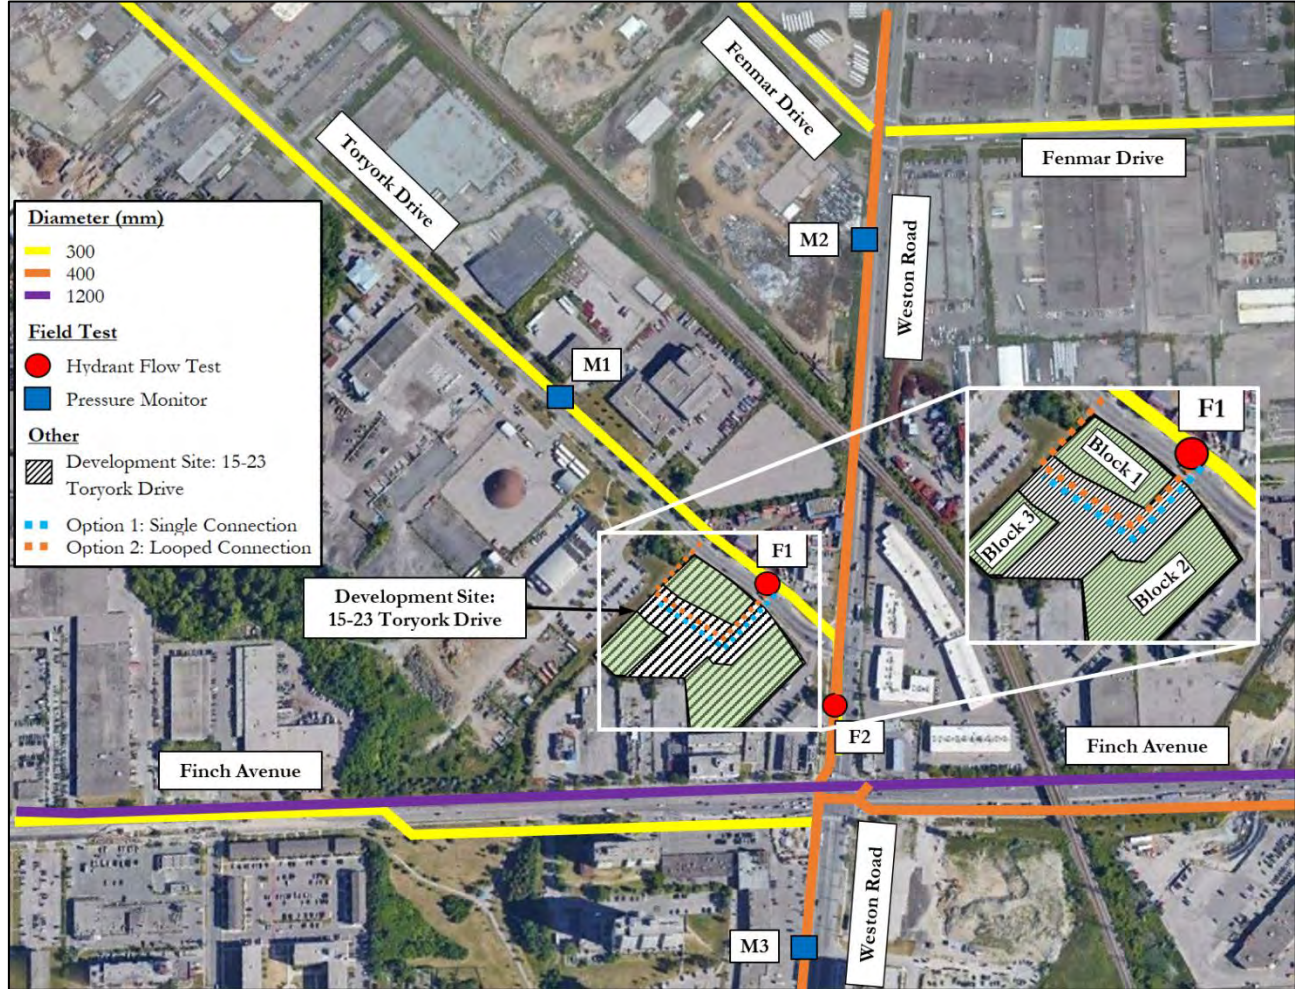 Fenmar Drive
Fenmar Drive
Toryork Drive
Weston Road
Diameter (mm)
300
400
1200
Field Test
Hydrant Flow Test
Pressure Monitor
Other
Development Site: 15-23
Toryork Drive
Option 1: Single Connection
Option 2: Looped Connection
M2
M1
F1
Block 1
Block 3
Block 2
F1
Development Site:
15-23 Toryork Drive
F2
Finch Avenue
Finch Avenue
Weston Road
M3